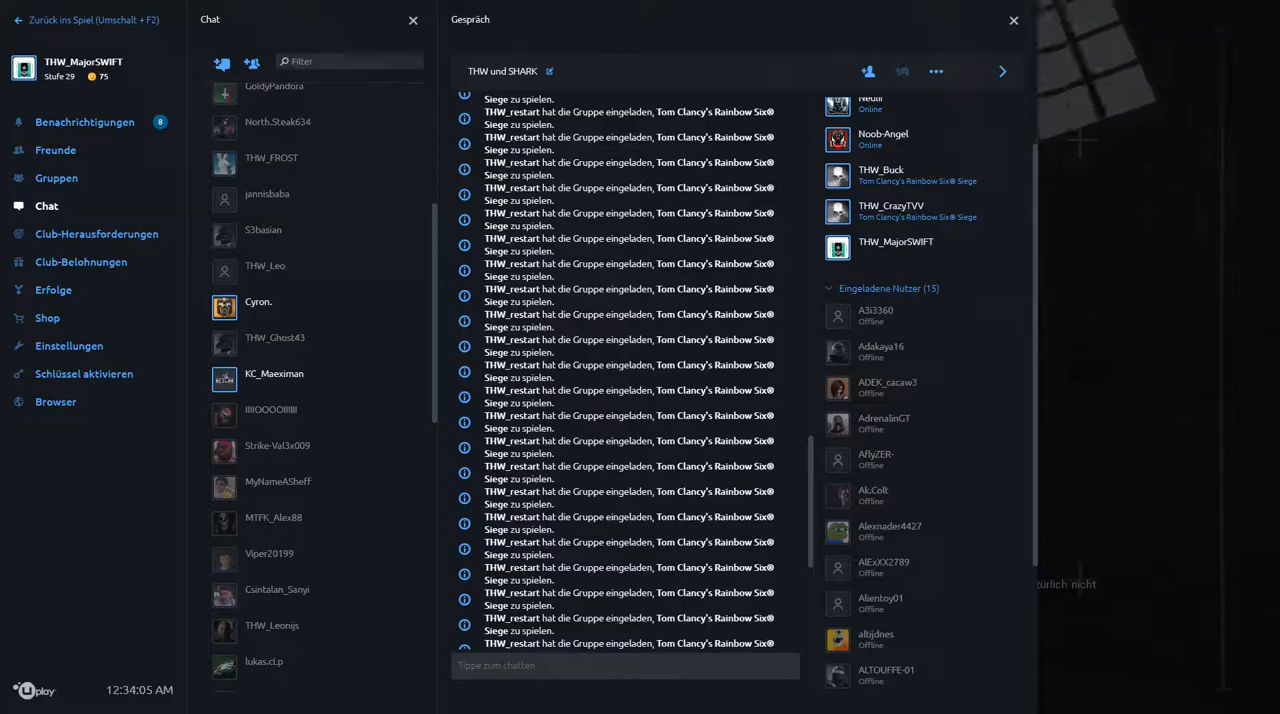 Zurück ins Spiel (Umschalt + F2)
THW_MajorSWIFT
Stufe 29 75
Benachrichtigungen 8
Freunde
Gruppen
Chat
Club-Herausforderungen
Club-Belohnungen
Erfolge
Shop
Einstellungen
Schlüssel aktivieren
Browser
uplay
12:34:05 AM
Chat
Filter
GoldyPandora
North.Steak634
THW_FROST
jannisbaba
S3basian
THW_Leo
Cyron.
THW_Ghost43
KC_Maeximan
Strike-Val3x009
MyNameASheff
MTFK_Alex88
Viper20199
Csintalan_Sanyi
THW_Leonijs
lukas.cLp
Gespräch
THW und SHARK
Siege zu spielen.
THW_restart hat die Gruppe eingeladen, Tom Clancy's Rainbow Six®
Siege zu spielen.
THW_restart hat die Gruppe eingeladen, Tom Clancy's Rainbow Six®
Siege zu spielen.
THW_restart hat die Gruppe eingeladen, Tom Clancy's Rainbow Six®
Siege zu spielen.
THW_restart hat die Gruppe eingeladen, Tom Clancy's Rainbow Six®
Siege zu spielen.
THW_restart hat die Gruppe eingeladen, Tom Clancy's Rainbow Six®
Siege zu spielen.
THW_restart hat die Gruppe eingeladen, Tom Clancy's Rainbow Six®
Siege zu spielen.
THW_restart hat die Gruppe eingeladen, Tom Clancy's Rainbow Six®
Siege zu spielen.
THW_restart hat die Gruppe eingeladen, Tom Clancy's Rainbow Six®
Siege zu spielen.
THW_restart hat die Gruppe eingeladen, Tom Clancy's Rainbow Six®
Siege zu spielen.
THW_restart hat die Gruppe eingeladen, Tom Clancy's Rainbow Six®
Siege zu spielen.
THW_restart hat die Gruppe eingeladen, Tom Clancy's Rainbow Six®
Siege zu spielen.
THW_restart hat die Gruppe eingeladen, Tom Clancy's Rainbow Six®
Siege zu spielen.
THW_restart hat die Gruppe eingeladen, Tom Clancy's Rainbow Six®
Siege zu spielen.
THW_restart hat die Gruppe eingeladen, Tom Clancy's Rainbow Six®
Siege zu spielen.
THW_restart hat die Gruppe eingeladen, Tom Clancy's Rainbow Six®
Siege zu spielen.
THW_restart hat die Gruppe eingeladen, Tom Clancy's Rainbow Six®
Siege zu spielen.
THW_restart hat die Gruppe eingeladen, Tom Clancy's Rainbow Six®
Siege zu spielen.
THW_restart hat die Gruppe eingeladen, Tom Clancy's Rainbow Six®
Siege zu spielen.
THW_restart hat die Gruppe eingeladen, Tom Clancy's Rainbow Six®
Siege zu spielen.
THW_restart hat die Gruppe eingeladen, Tom Clancy's Rainbow Six®
Siege zu spielen.
THW_restart hat die Gruppe eingeladen, Tom Clancy's Rainbow Six®
Siege zu spielen.
THW_restart hat die Gruppe eingeladen, Tom Clancy's Rainbow Six®
Tippe zum chatten
Online
Noob-Angel
Online
THW_Buck
Tom Clancy's Rainbow Six® Siege
THW_CrazyTVV
Tom Clancy's Rainbow Six® Siege
THW_MajorSWIFT
Eingeladene Nutzer (15)
A3i3360
Offline
Adakaya16
Offline
ADEK_cacaw3
Offline
AdrenalinGT
Offline
AflyZER-
Offline
Ak.Colt
Offline
Alexnader4427
Offline
AlExXX2789
Offline
Alientoy01
Offline
altijdnes
Offline
ALTOUFFE-01
Offline
türlich nicht